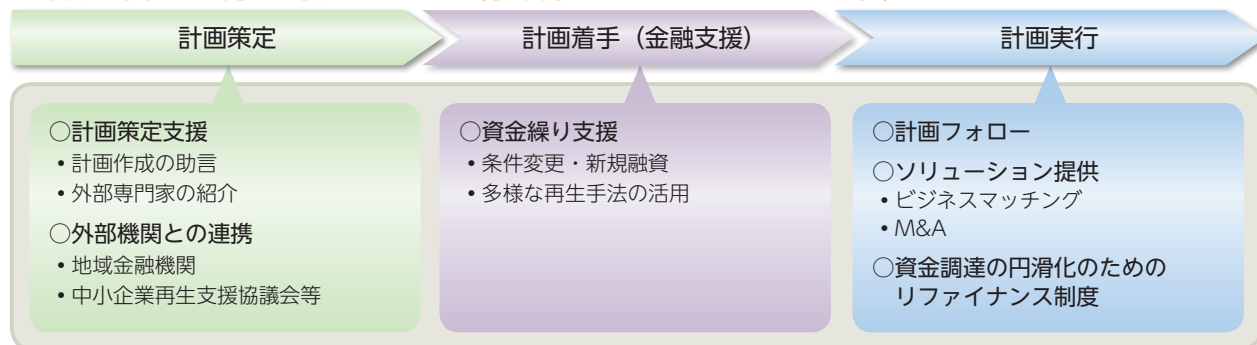 計画策定
計画着手（金融支援）
計画実行
○計画策定支援
•計画作成の助言
•外部専門家の紹介
○外部機関との連携
•地域金融機関
•中小企業再生支援協議会等
○資金繰り支援
•条件変更・新規融資
•多様な再生手法の活用
○計画フォロー
○ソリューション提供
•ビジネスマッチング
•M&A
○資金調達の円滑化のための
リファイナンス制度